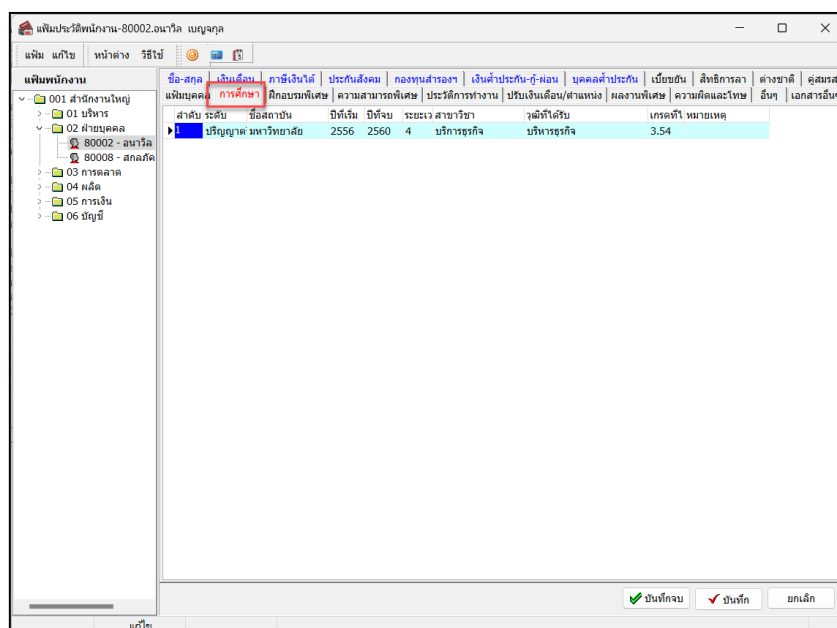 แฟ้มประวัติพนักงาน-80002.อนาวิล เบญจกุล
แฟ้ม แก้ไข หน้าต่าง วิธีใช้
แฟ้มพนักงาน
ชื่อ-สกุล เงินเดือน ภาษีเงินได้ ประกันสังคม กองทุนสำรองฯ เงินค้ำประกัน-กู้-ผ่อน บุคคลค้ำประกัน เบี้ยขยัน สิทธิการลา ต่างชาติ คู่สมรส
แฟ้มบุคคล การศึกษา ฝึกอบรมพิเศษ ความสามารถพิเศษ ประวัติการทำงาน ปรับเงินเดือน/ตำแหน่ง ผลงานพิเศษ ความผิดและโทษ อื่นๆ เอกสารอื่นๆ
ลำดับ ระดับ ชื่อสถาบัน ปีที่เริ่ม ปีที่จบ ระยะเว สาขาวิชา วุฒิที่ได้รับ เกรดที่ไ หมายเหตุ
1 ปริญญาต มหาวิทยาลัย 2556 2560 4 บริการธุรกิจ บริหารธุรกิจ 3.54
001 สำนักงานใหญ่
01 บริหาร
02 ฝ่ายบุคคล
80002 - อนาวิล
80008 - สกลภัค
03 การตลาด
04 ผลิต
05 การเงิน
06 บัญชี
บันทึกจบ บันทึก ยกเลิก
แก้ไข